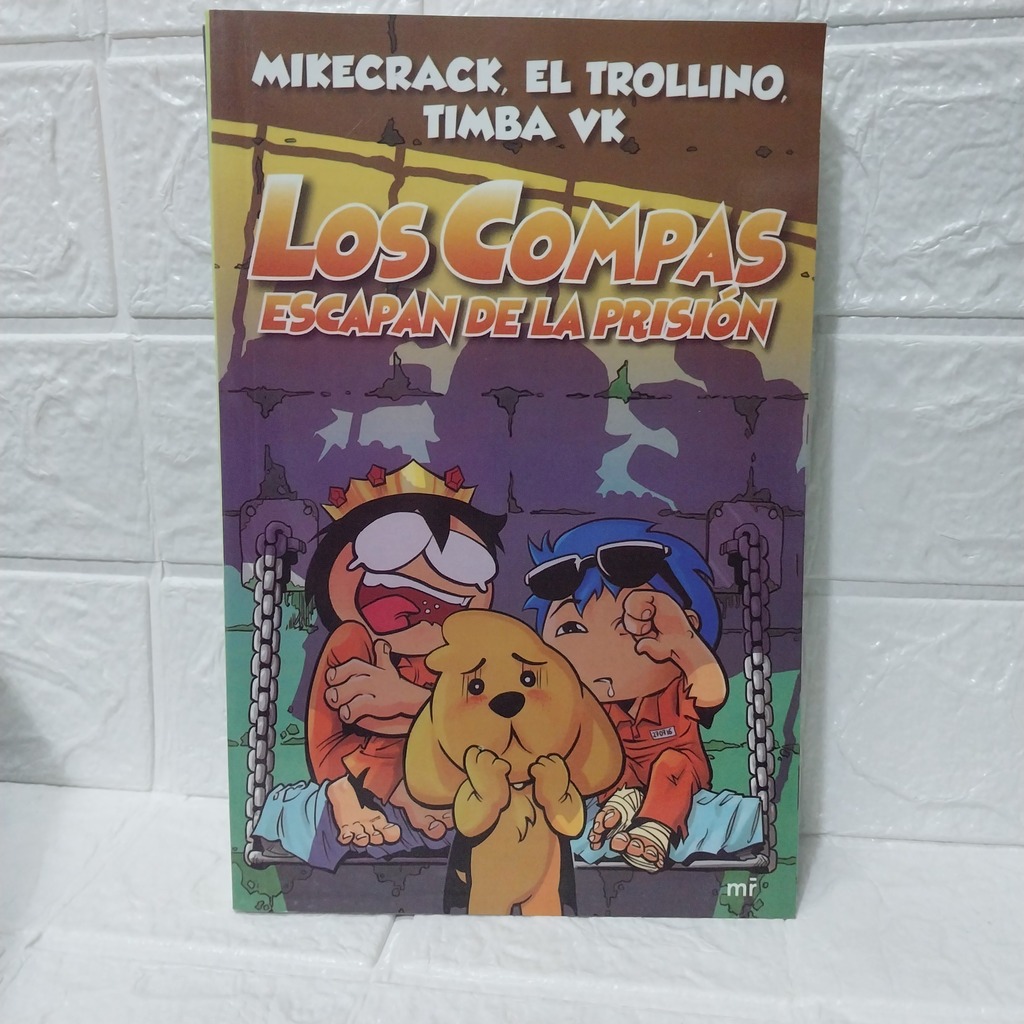 MIKECRACK, EL TROLLINO,
TIMBA VK
LOS COMPAS
ESCAPAN DE LA PRISIÓN
mr